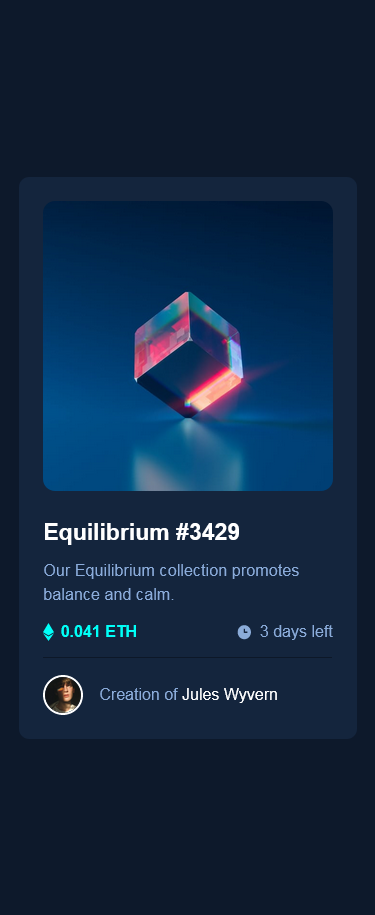 Equilibrium #3429
Our Equilibrium collection promotes
balance and calm.
0.041 ETH
3 days left
Creation of Jules Wyvern